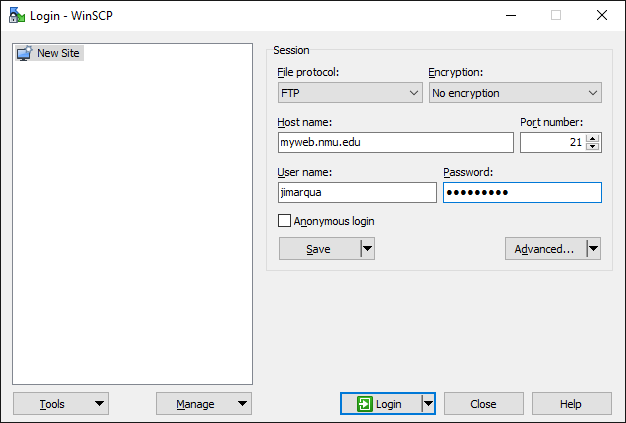 Login - WinSCP
New Site
Session
File protocol:
Encryption:
FTP
No encryption
Host name:
Port number:
myweb.nmu.edu
21
User name:
Password:
jimarqua
●●●●●●●●●
Anonymous login
Save
Advanced...
Tools
Manage
Login
Close
Help